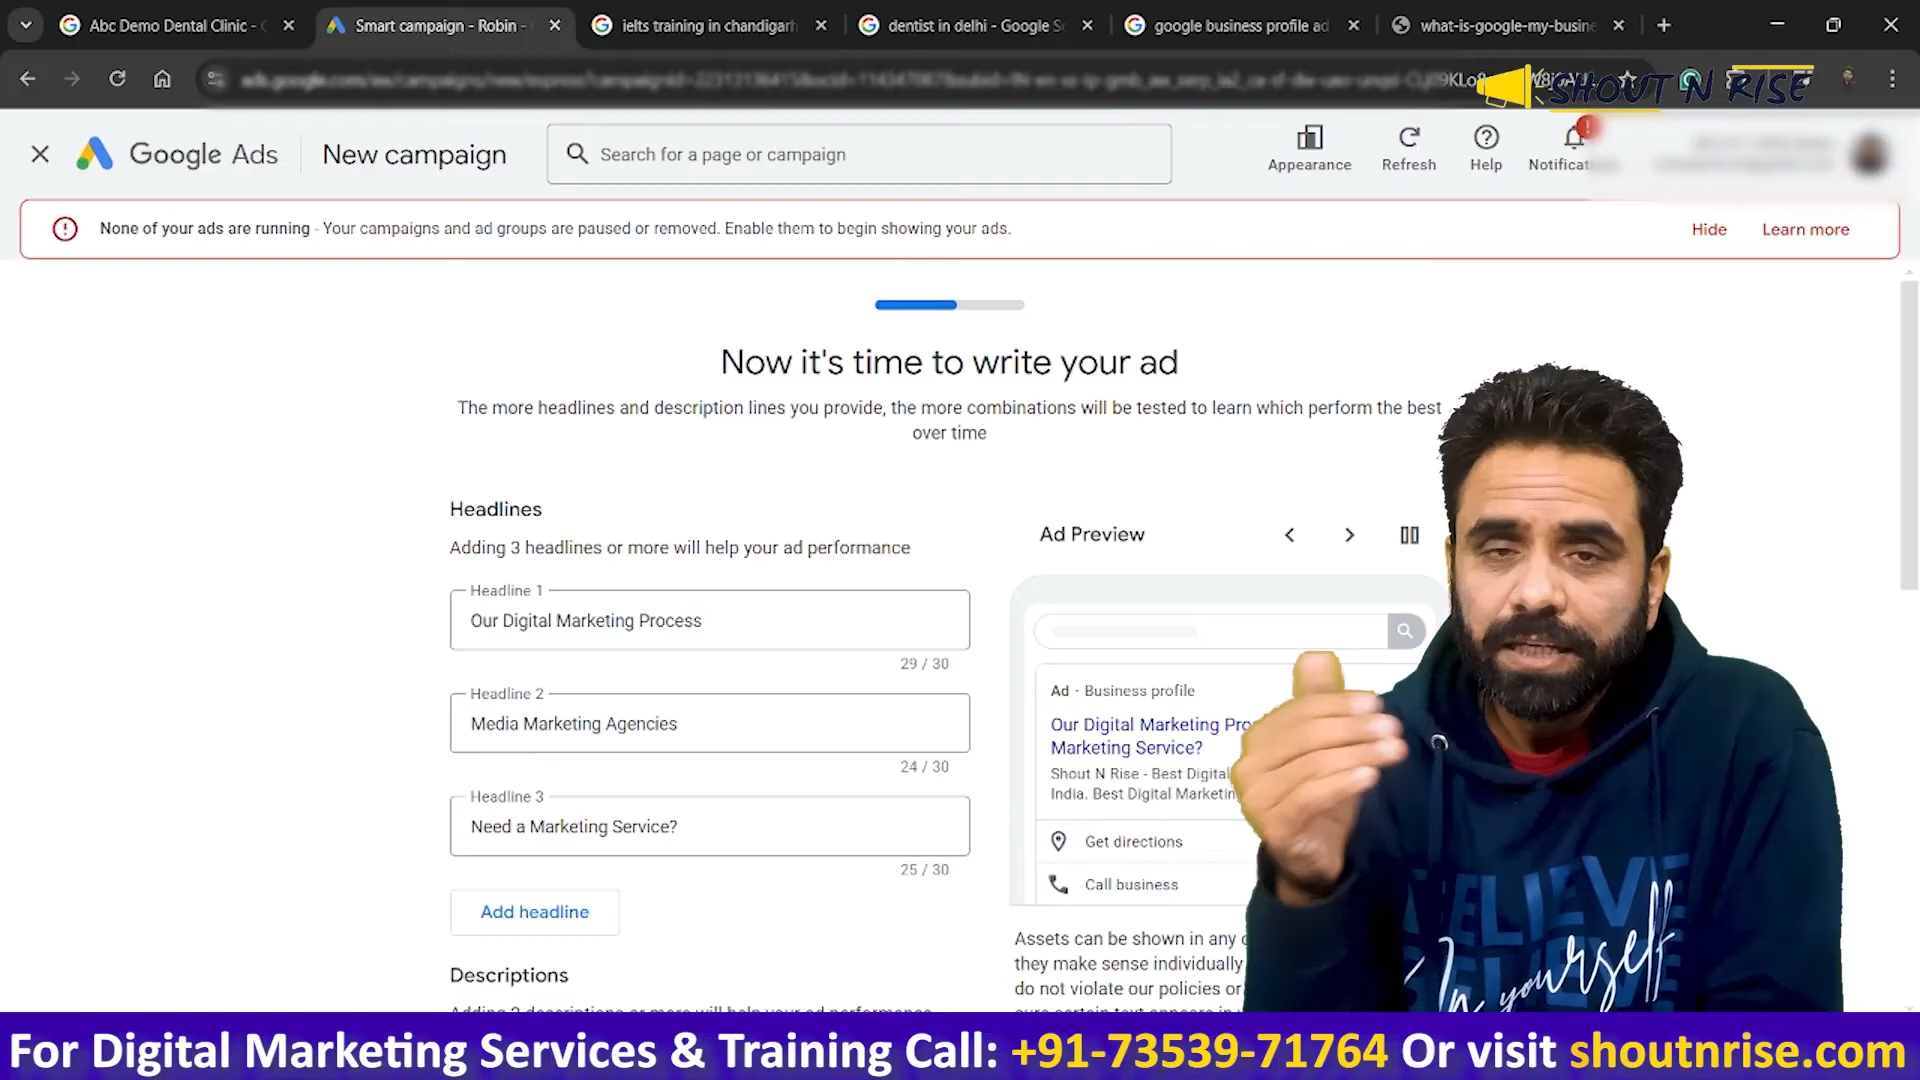 Abc Demo Dental Clinic - G
Smart campaign - Robin -
ielts training in chandigarh
dentist in delhi - Google Se
google business profile ad
what-is-google-my-busine
SHOUT N RISE
Google Ads
New campaign
Search for a page or campaign
Appearance
Refresh
Help
Notificat
None of your ads are running - Your campaigns and ad groups are paused or removed. Enable them to begin showing your ads.
Hide
Learn more
Now it's time to write your ad
The more headlines and description lines you provide, the more combinations will be tested to learn which perform the best
over time
Headlines
Adding 3 headlines or more will help your ad performance
Headline 1
Our Digital Marketing Process
29 / 30
Headline 2
Media Marketing Agencies
24 / 30
Headline 3
Need a Marketing Service?
25 / 30
Add headline
Descriptions
Ad Preview
Ad · Business profile
Our Digital Marketing Pro
Marketing Service?
Shout N Rise - Best Digital
India. Best Digital Marketin
Get directions
Call business
Assets can be shown in any
they make sense individually
do not violate our policies or
BELIEVE
In yourself
For Digital Marketing Services & Training Call: +91-73539-71764 Or visit shoutnrise.com